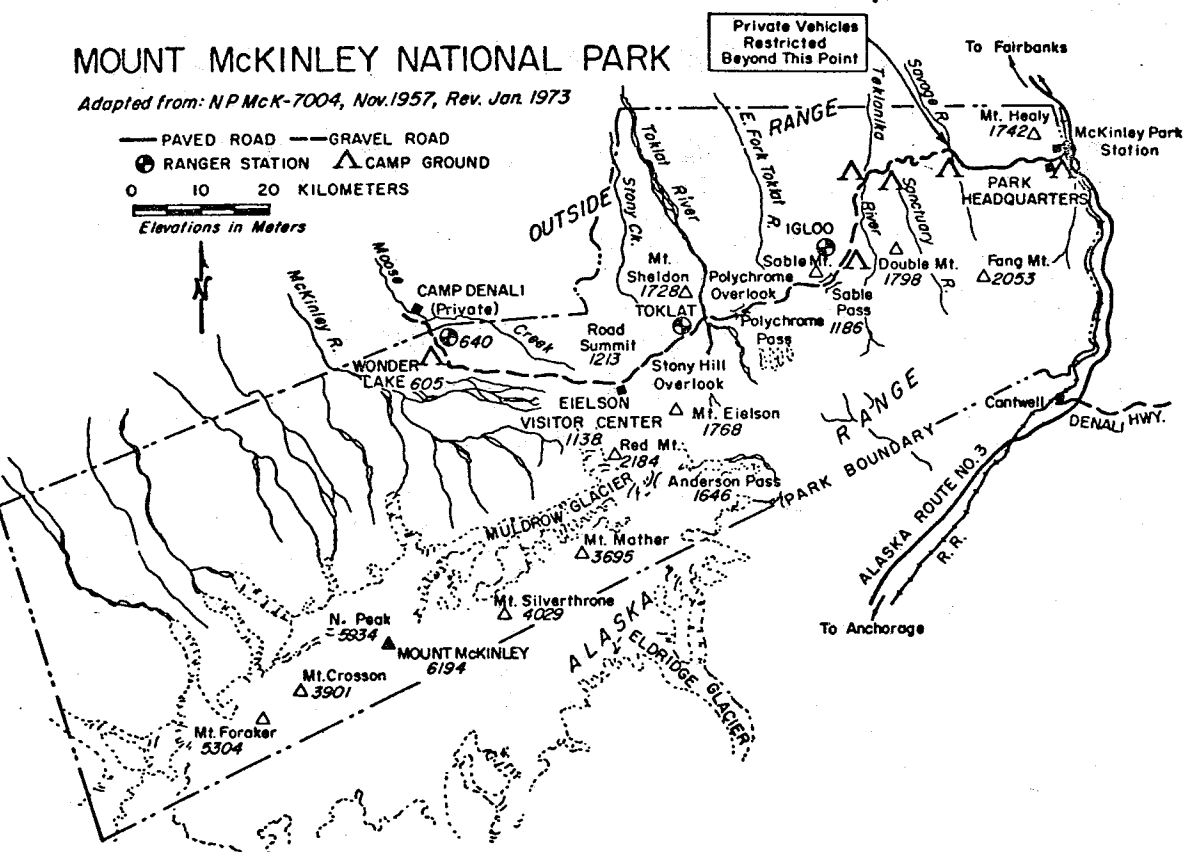 MOUNT McKINLEY NATIONAL PARK
Adapted from: NPMcK-7004, Nov.1957, Rev. Jan. 1973
PAVED ROAD
GRAVEL ROAD
RANGER STATION
CAMP GROUND
0 10 20 KILOMETERS
Elevations in Meters
N
Private Vehicles
Restricted
Beyond This Point
To Fairbanks
Savage R.
Teklanika
River
Mt. Healy
1742
McKinley Park
Station
PARK
HEADQUARTERS
Sanctuary
R.
OUTSIDE
RANGE
Toklat
River
E. Fork Toklat R.
Stony Ck.
IGLOO
Sable Mt.
Double Mt.
1798
Fang Mt.
2053
Mt.
Sheldon
1728
Polychrome
Overlook
TOKLAT
Polychrome
Pass
Sable
Pass
1186
Moose
Creek
McKinley R.
CAMP DENALI
(Private)
640
Road
Summit
1213
Stony Hill
Overlook
WONDER
LAKE 605
EIELSON
VISITOR CENTER
1138
Mt. Eielson
1768
Red Mt.
2184
RANGE
Cantwell
DENALI HWY.
Anderson Pass
1646
PARK BOUNDARY
MULDROW GLACIER
Mt. Mather
3695
ALASKA ROUTE NO. 3
R.R.
To Anchorage
Mt. Silverthrone
4029
N. Peak
5934
MOUNT McKINLEY
6194
ALASKA
ELDRIDGE GLACIER
Mt. Crosson
3901
Mt. Foraker
5304